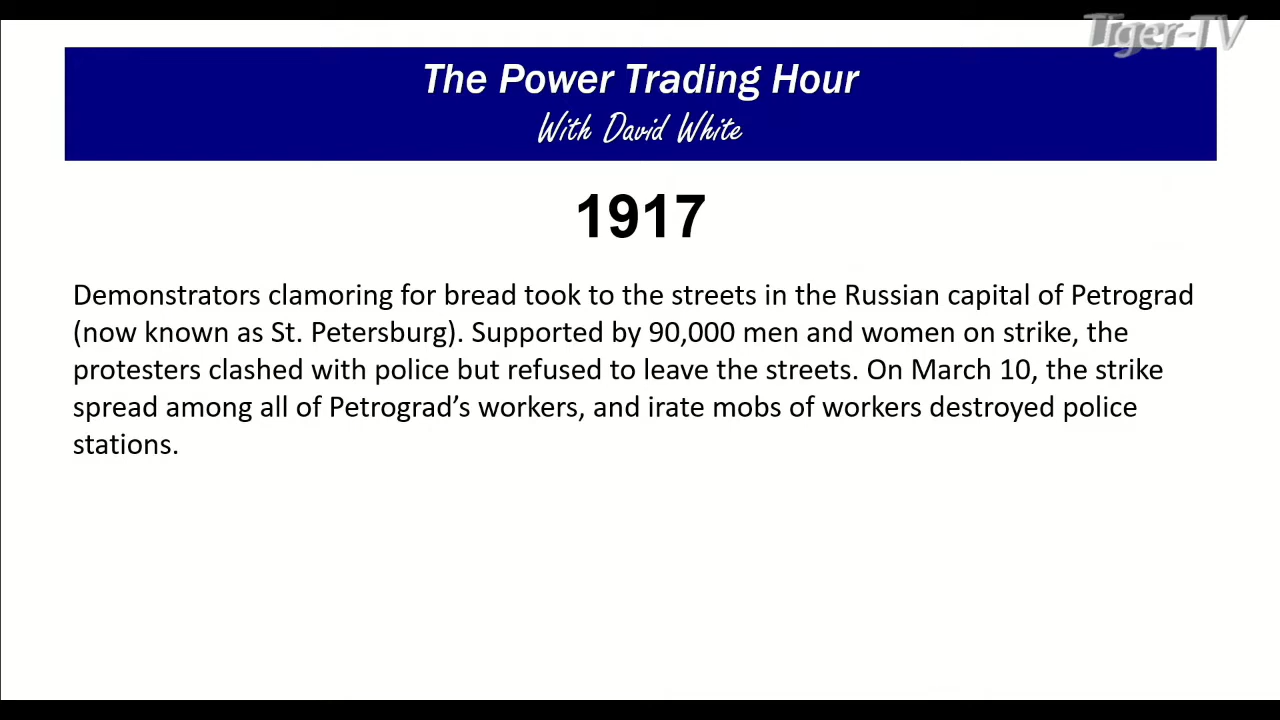 Tiger-TV
The Power Trading Hour
With David White
1917
Demonstrators clamoring for bread took to the streets in the Russian capital of Petrograd
(now known as St. Petersburg). Supported by 90,000 men and women on strike, the
protesters clashed with police but refused to leave the streets. On March 10, the strike
spread among all of Petrograd’s workers, and irate mobs of workers destroyed police
stations.